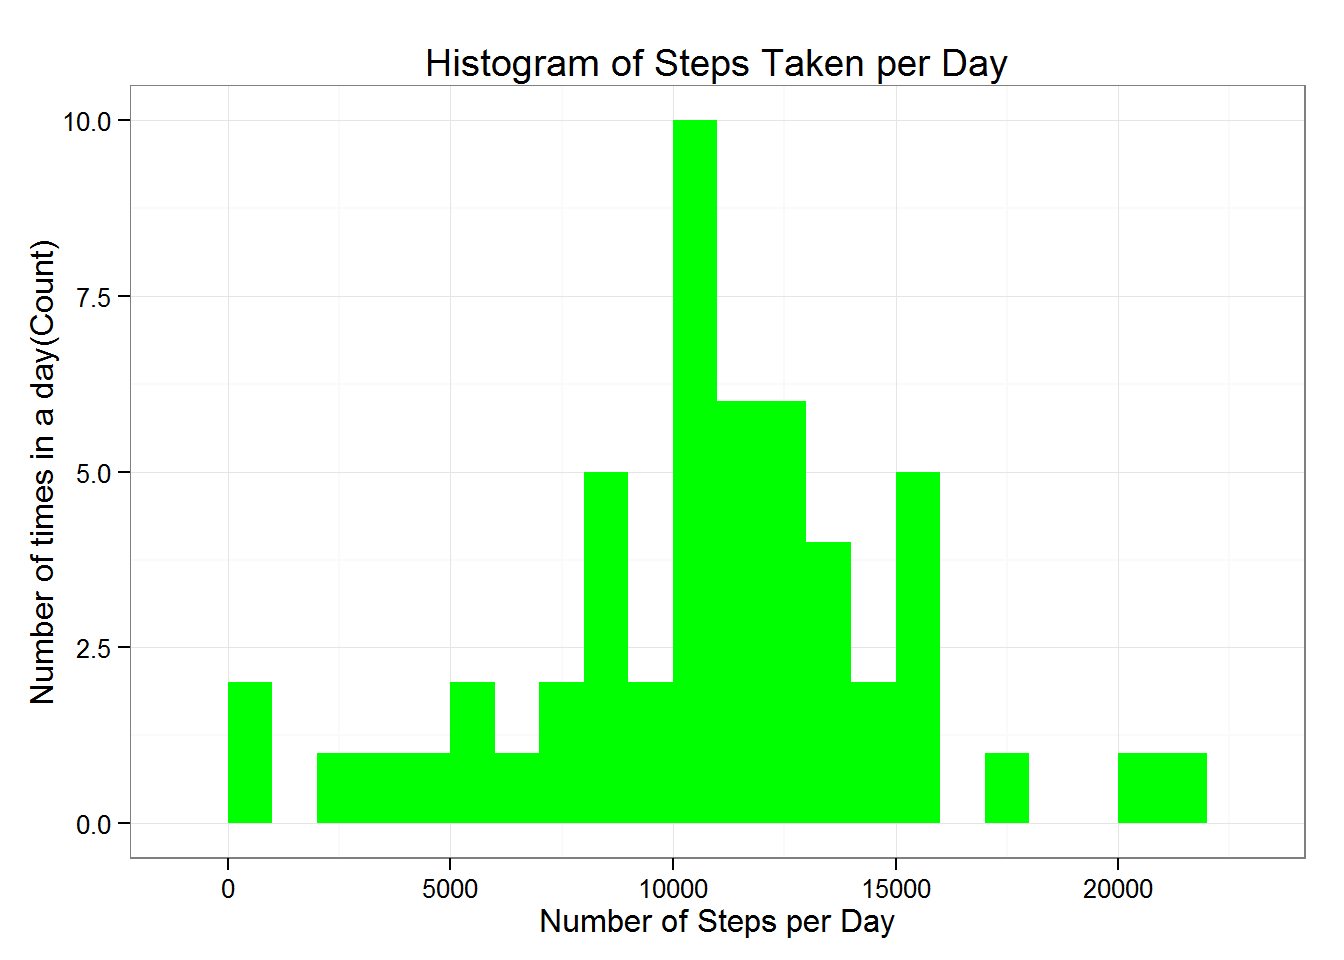 Histogram of Steps Taken per Day
Number of times in a day(Count)
10.0
7.5
5.0
2.5
0.0
0 5000 10000 15000 20000
Number of Steps per Day